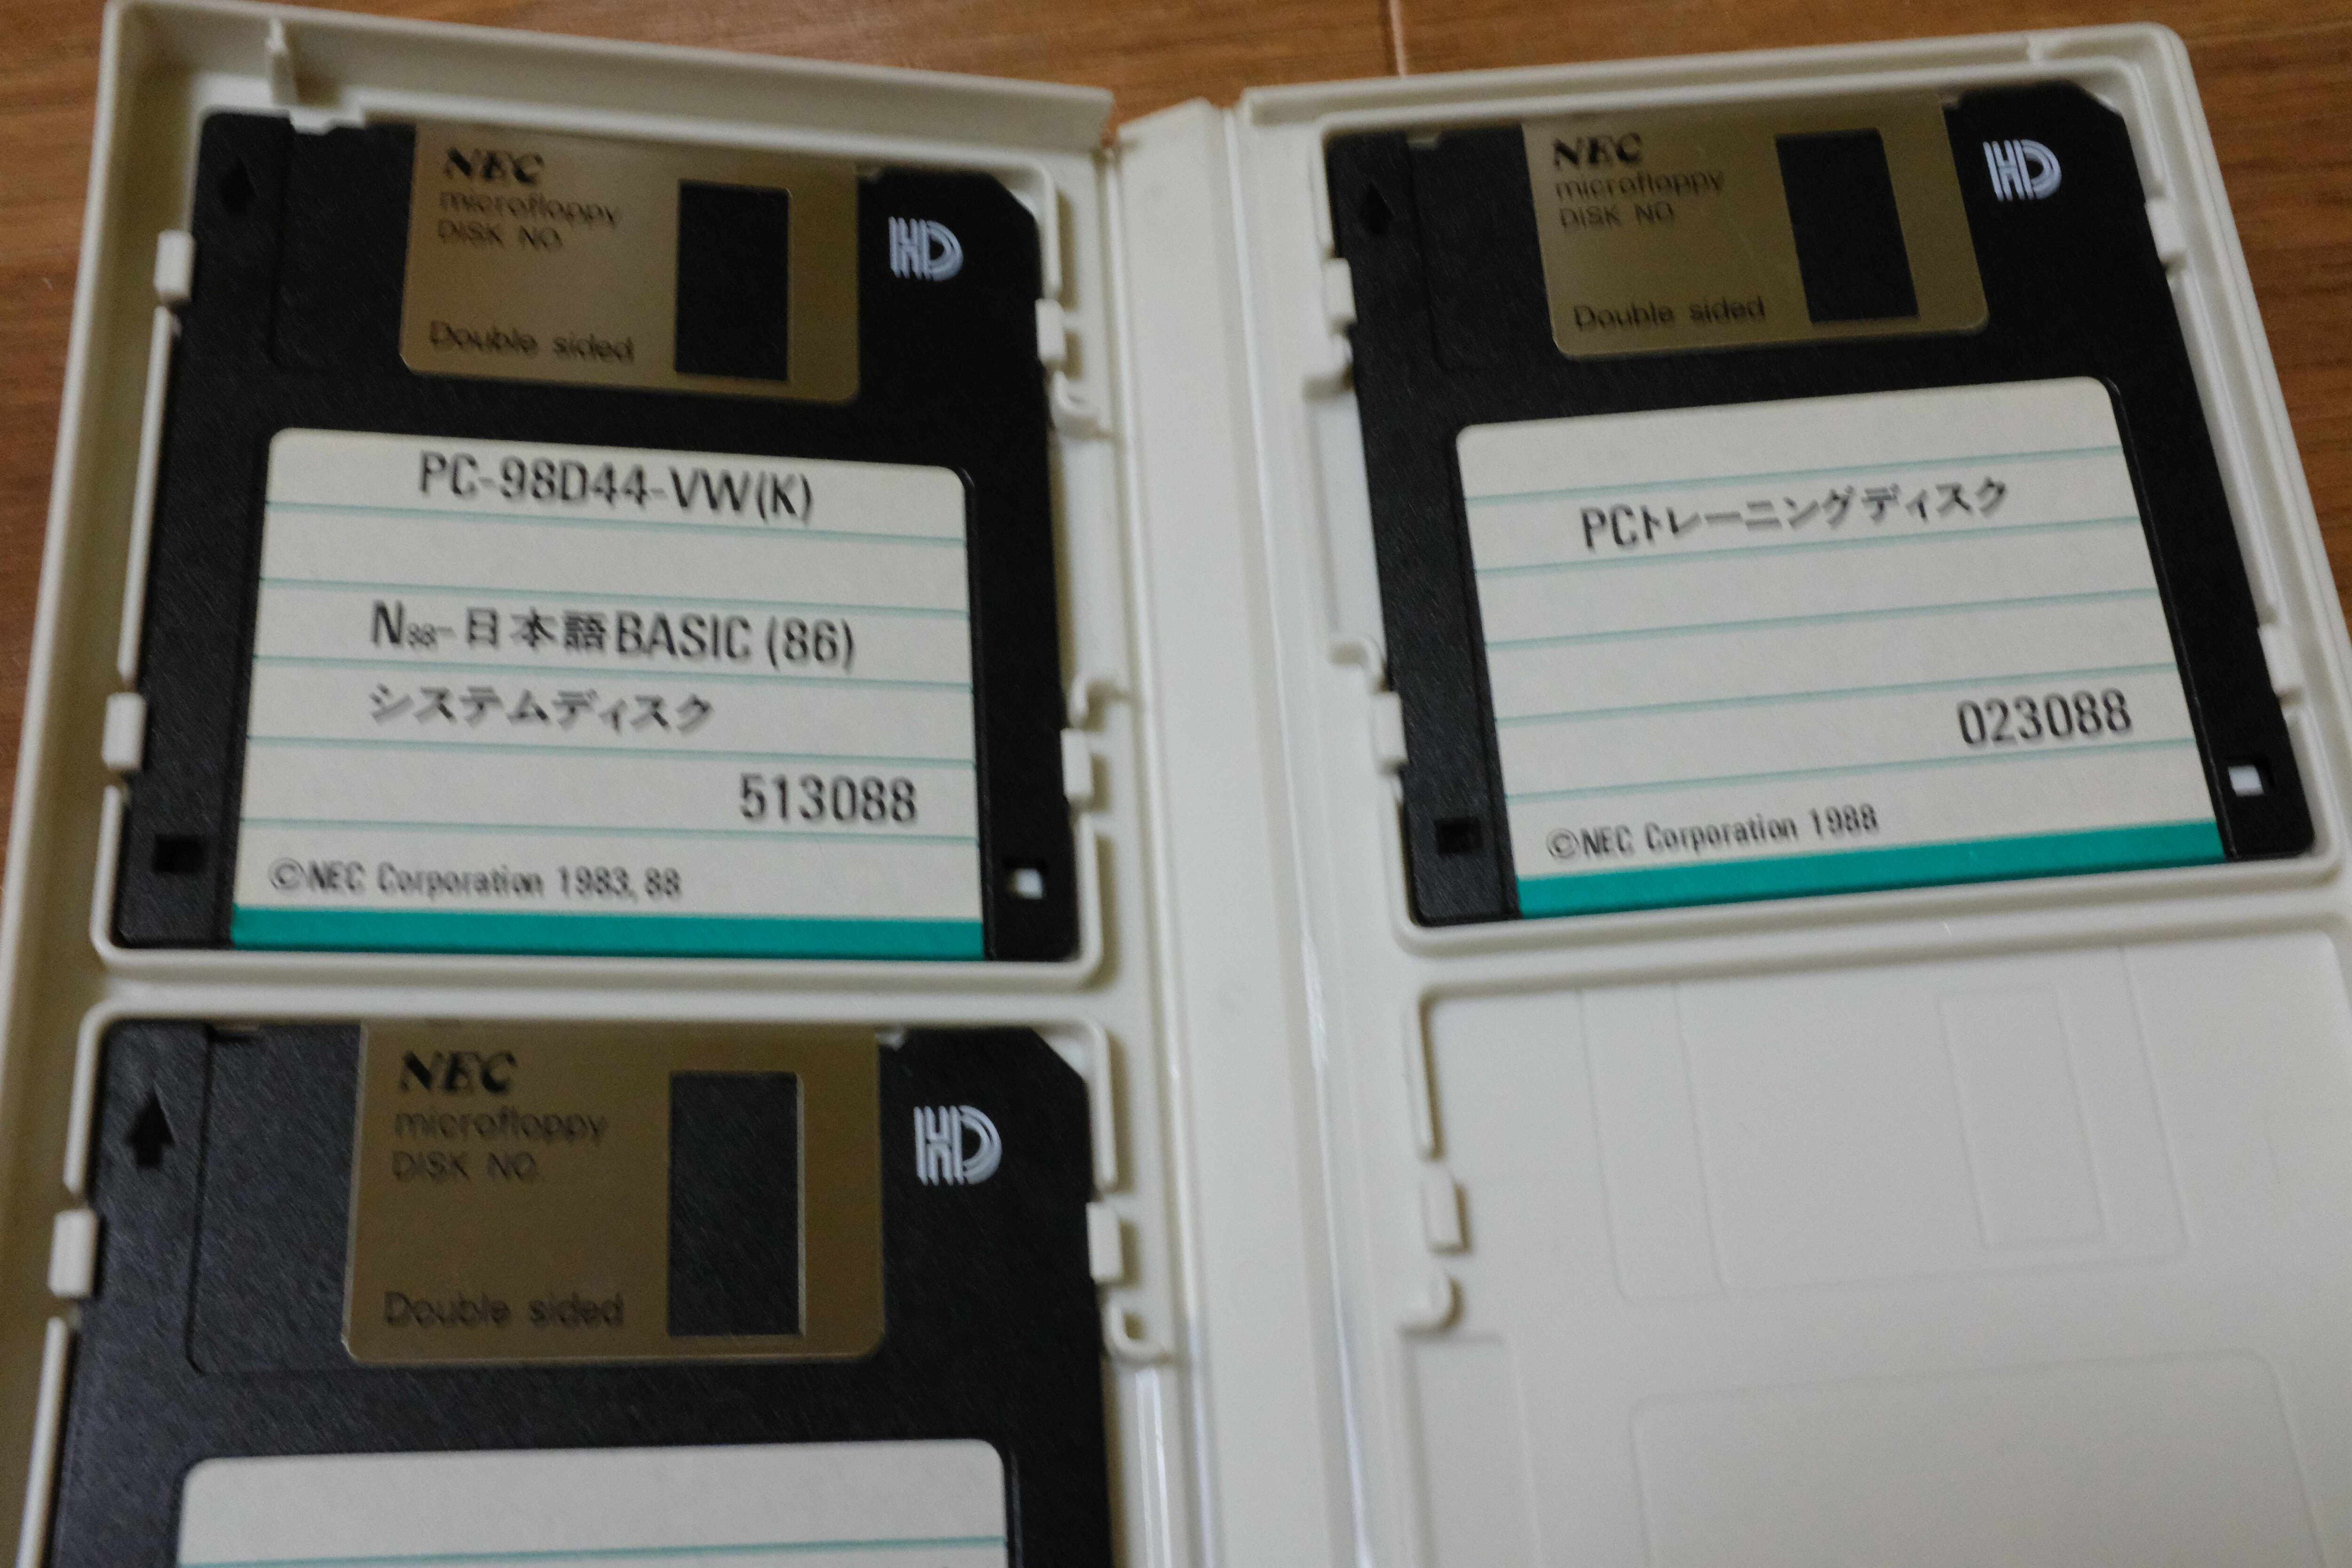 NEC
microfloppy
DISK NO.
Double sided
HD
PC-98D44-VW(K)
N88-日本語BASIC(86)
システムディスク
513088
©NEC Corporation 1983, 88
NEC
microfloppy
DISK NO.
Double sided
HD
PCトレーニングディスク
023088
©NEC Corporation 1988
NEC
microfloppy
DISK NO.
Double sided
HD